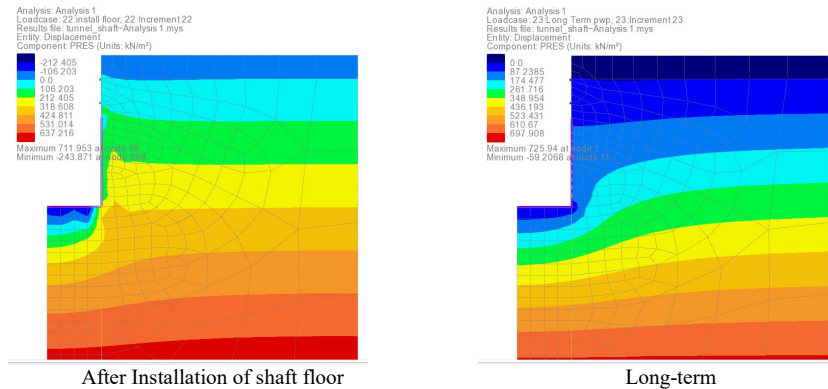 Analysis: Analysis 1
Loadcase: 22:install floor, 22:Increment 22
Results file: tunnel_shaft~Analysis 1.mys
Entity: Displacement
Component: PRES (Units: kN/m²)
-212.405
-106.203
0.0
106.203
212.405
318.608
424.811
531.014
637.216
Maximum 711.953 at node
Minimum -243.871 at node
After Installation of shaft floor
Analysis: Analysis 1
Loadcase: 23:Long Term pwp, 23:Increment 23
Results file: tunnel_shaft~Analysis 1.mys
Entity: Displacement
Component: PRES (Units: kN/m²)
0.0
87.2385
174.477
261.716
348.954
436.193
523.431
610.67
697.908
Maximum 725.94 at node
Minimum -59.2068 at node 11
Long-term